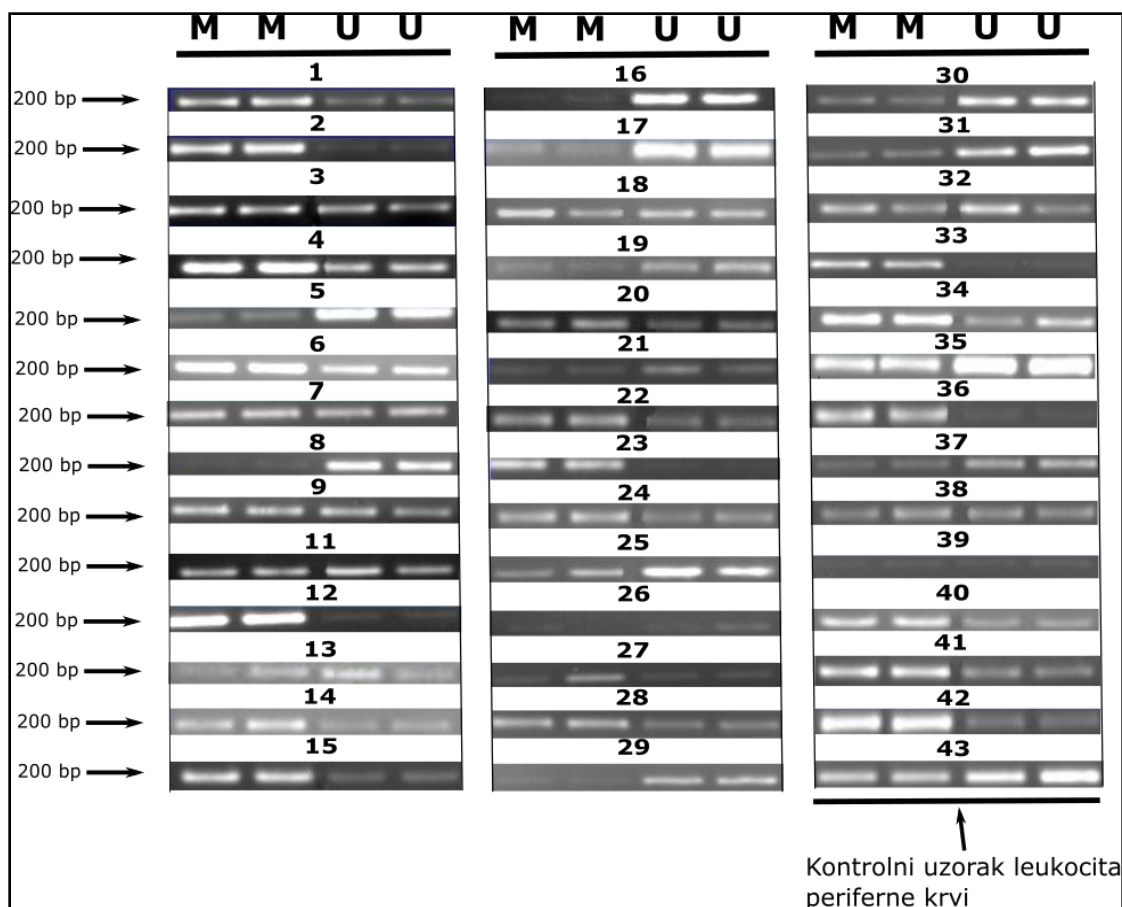 M M U U M M U U M M U U
1 16 30
200 bp
2 17 31
200 bp
3 18 32
200 bp
4 19 33
200 bp
5 20 34
200 bp
6 21 35
200 bp
7 22 36
200 bp
8 23 37
200 bp
9 24 38
200 bp
11 25 39
200 bp
12 26 40
200 bp
13 27 41
200 bp
14 28 42
200 bp
15 29 43
200 bp
Kontrolni uzorak leukocita
periferne krvi